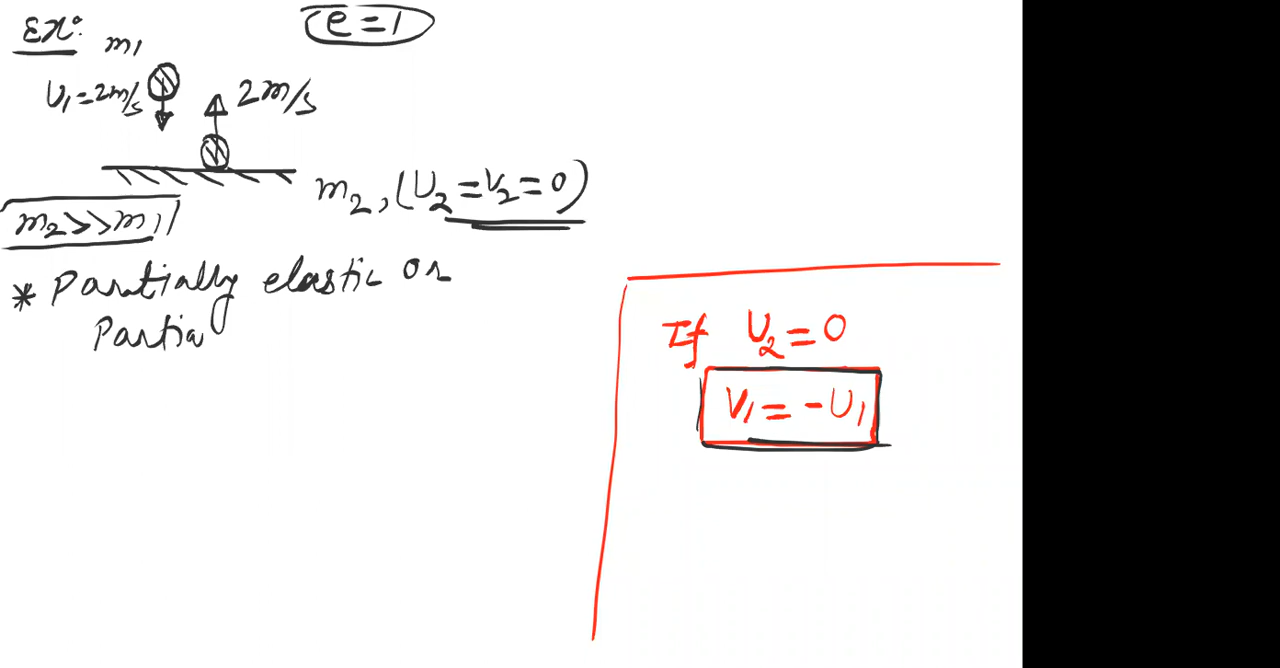 Ex:
e = 1
m1
U1 = 2m/s
2m/s
m2, (U2 = V2 = 0)
m2 >> m1
* Partially elastic or
Partia
If U2 = 0
V1 = -U1